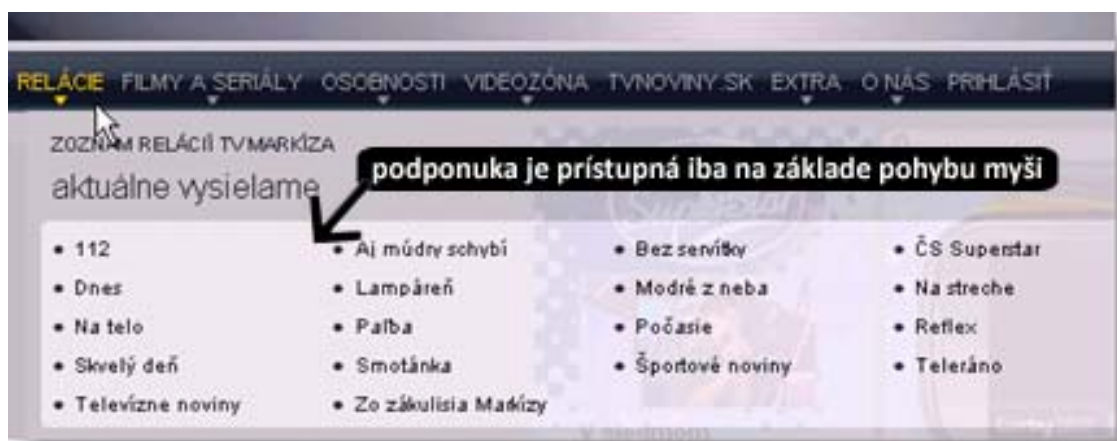 RELÁCIE FILMY A SERIÁLY OSOBNOSTI VIDEOZÓNA TVNOVINY.SK EXTRA O NÁS PRIHLÁSIŤ
ZOZNAM RELÁCIÍ TV MARKÍZA
podponuka je prístupná iba na základe pohybu myši
aktuálne vysielame
• 112 • Aj múdry schybí • Bez servítky • ČS Superstar
• Dnes • Lampáreň • Modré z neba • Na streche
• Na telo • Paľba • Počasie • Reflex
• Skvelý deň • Smotánka • Športové noviny • Teleráno
• Televízne noviny • Zo zákulisia Markízy